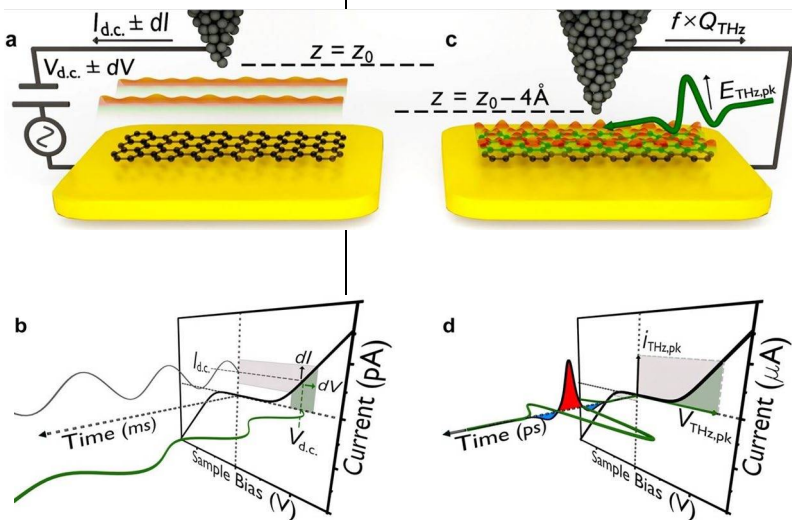 a
I d.c. ± dI
V d.c. ± dV
z = z₀
c
f × Q THz
z = z₀ − 4Å
E THz,pk
b
I d.c.
dI
dV
V d.c.
Time (ms)
Sample Bias (V)
Current (pA)
d
i THz,pk
V THz,pk
Time (ps)
Sample Bias (V)
Current (μA)